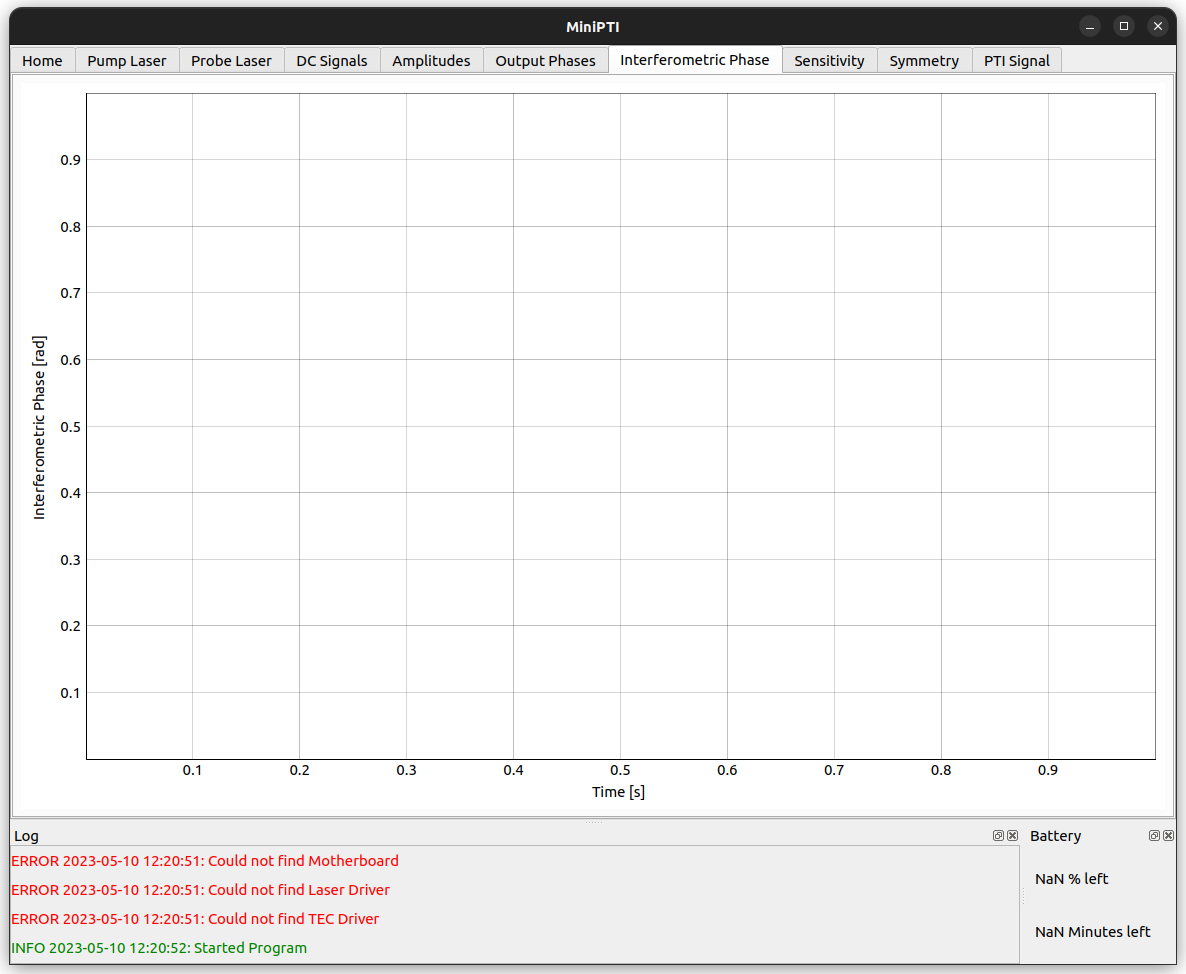 MiniPTI
Home Pump Laser Probe Laser DC Signals Amplitudes Output Phases Interferometric Phase Sensitivity Symmetry PTI Signal
Interferometric Phase [rad]
0.9
0.8
0.7
0.6
0.5
0.4
0.3
0.2
0.1
0.1 0.2 0.3 0.4 0.5 0.6 0.7 0.8 0.9
Time [s]
Log
ERROR 2023-05-10 12:20:51: Could not find Motherboard
ERROR 2023-05-10 12:20:51: Could not find Laser Driver
ERROR 2023-05-10 12:20:51: Could not find TEC Driver
INFO 2023-05-10 12:20:52: Started Program
Battery
NaN % left
NaN Minutes left